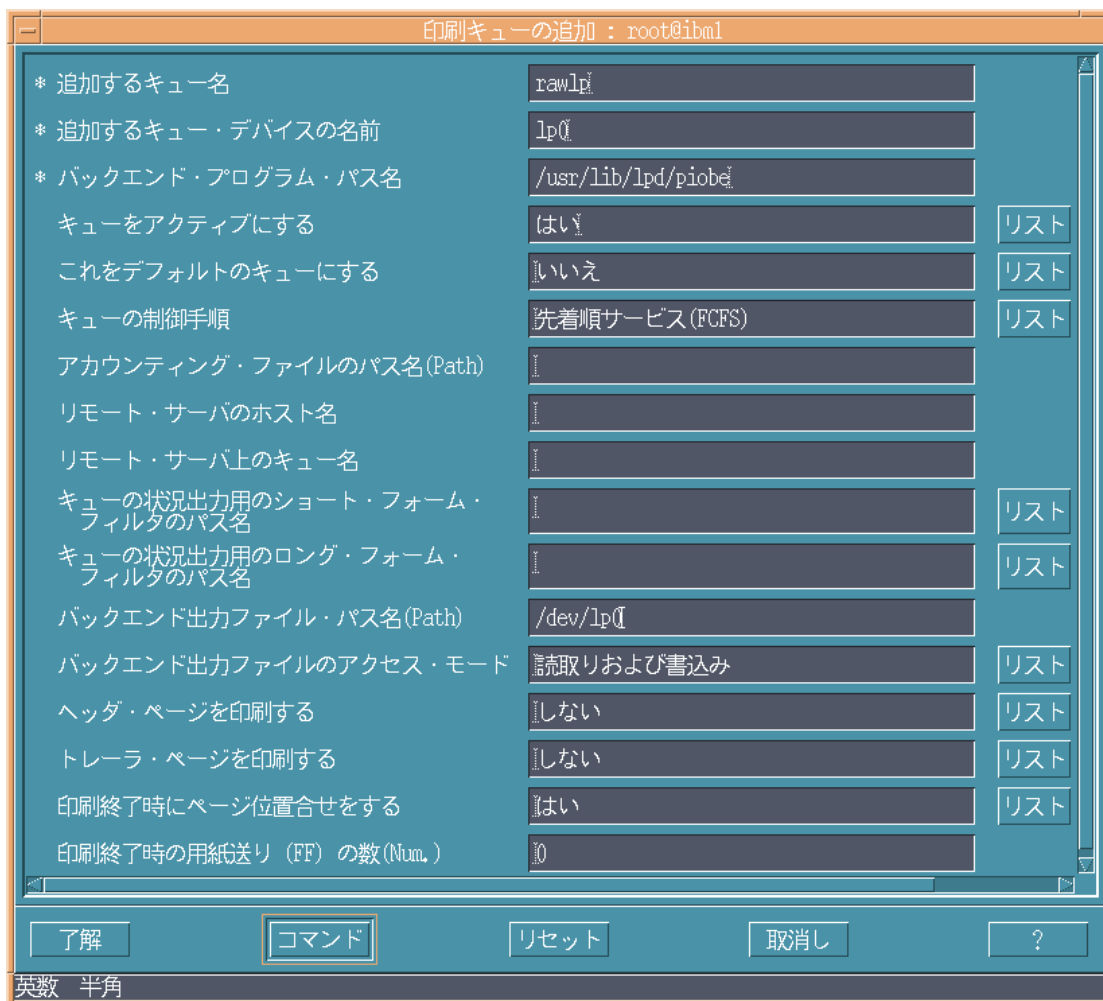 印刷キューの追加 : root@ibm1
* 追加するキュー名 rawlp
* 追加するキュー・デバイスの名前 lp0
* バックエンド・プログラム・パス名 /usr/lib/lpd/piobe
キューをアクティブにする はい リスト
これをデフォルトのキューにする いいえ リスト
キューの制御手順 先着順サービス(FCFS) リスト
アカウンティング・ファイルのパス名(Path)
リモート・サーバのホスト名
リモート・サーバ上のキュー名
キューの状況出力用のショート・フォーム・
フィルタのパス名 リスト
キューの状況出力用のロング・フォーム・
フィルタのパス名 リスト
バックエンド出力ファイル・パス名(Path) /dev/lp0
バックエンド出力ファイルのアクセス・モード 読取りおよび書込み リスト
ヘッダ・ページを印刷する しない リスト
トレーラ・ページを印刷する しない リスト
印刷終了時にページ位置合せをする はい リスト
印刷終了時の用紙送り (FF) の数(Num.) 0
了解 コマンド リセット 取消し ?
英数 半角